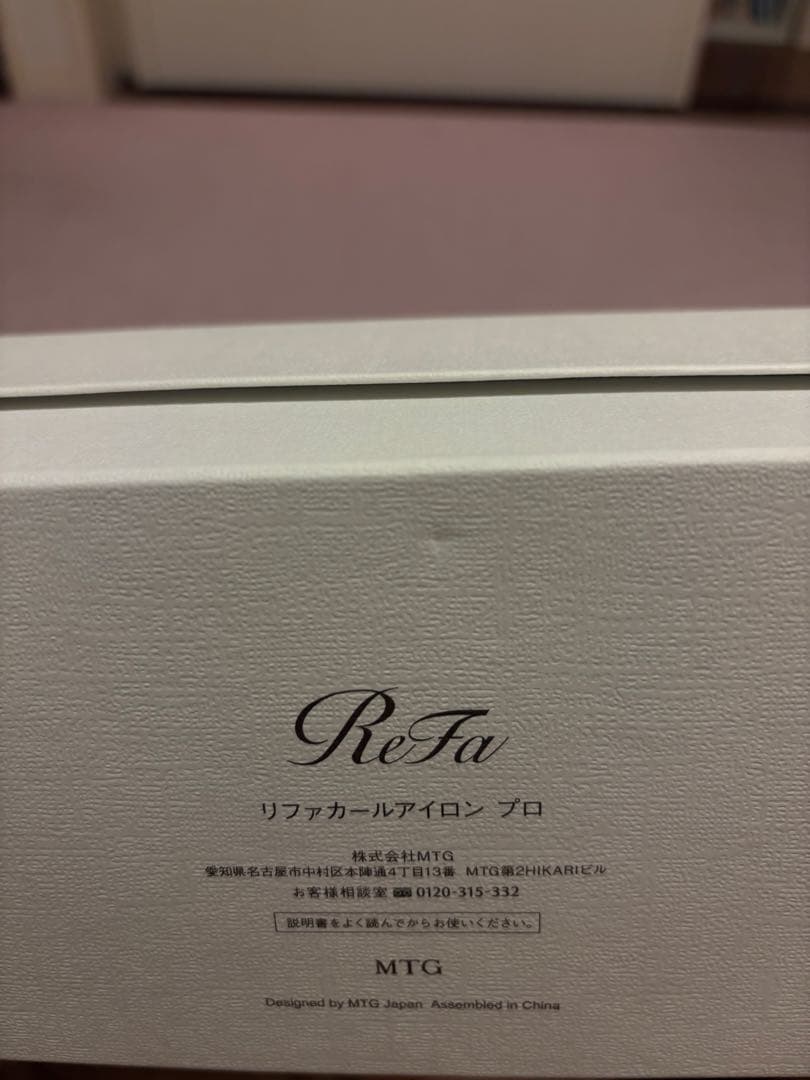 ReFa
リファカールアイロン プロ
株式会社MTG
愛知県名古屋市中村区本陣通4丁目13番 MTG第2HIKARIビル
お客様相談室 0120-315-332
説明書をよく読んでからお使いください。
MTG
Designed by MTG Japan Assembled in China